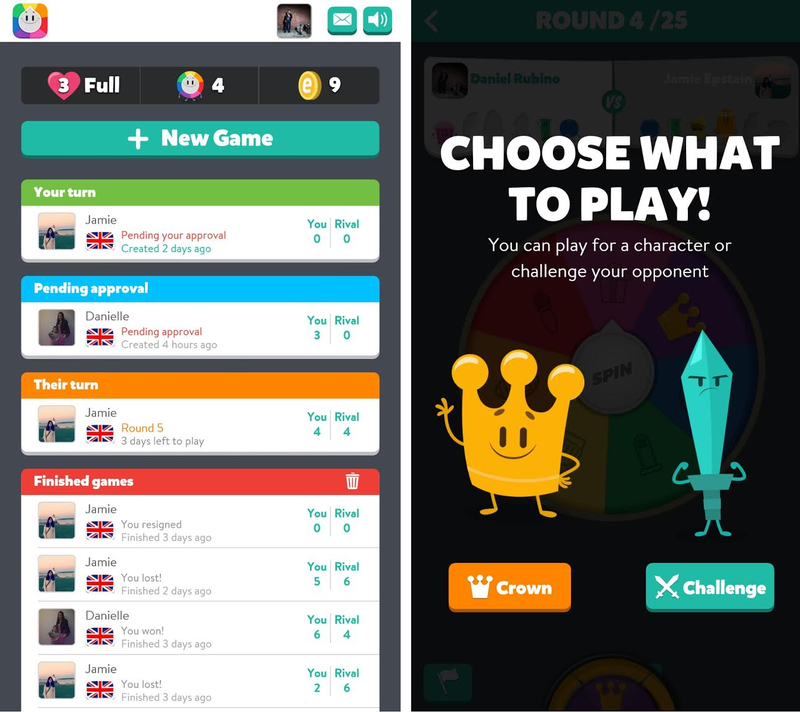 3 Full
4
e 9
+ New Game
Your turn
Jamie
Pending your approval
Created 2 days ago
You Rival
0 0
Pending approval
Danielle
Pending approval
Created 4 hours ago
You Rival
3 0
Their turn
Jamie
Round 5
3 days left to play
You Rival
4 4
Finished games
Jamie
You resigned
Finished 3 days ago
You Rival
0 0
Jamie
You lost!
Finished 2 days ago
You Rival
5 6
Danielle
You won!
Finished 3 days ago
You Rival
6 4
Jamie
You lost!
Finished 3 days ago
You Rival
2 6
ROUND 4 /25
Daniel Rubino
VS
Jamie Epstein
CHOOSE WHAT
TO PLAY!
You can play for a character or
challenge your opponent
SPIN
Crown
Challenge